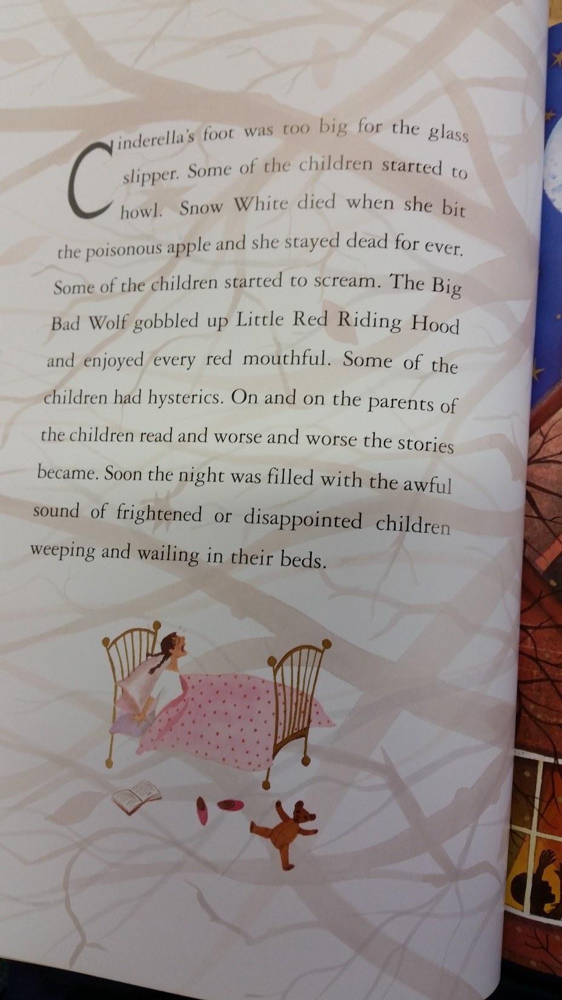 Cinderella's foot was too big for the glass
slipper. Some of the children started to
howl. Snow White died when she bit
the poisonous apple and she stayed dead for ever.
Some of the children started to scream. The Big
Bad Wolf gobbled up Little Red Riding Hood
and enjoyed every red mouthful. Some of the
children had hysterics. On and on the parents of
the children read and worse and worse the stories
became. Soon the night was filled with the awful
sound of frightened or disappointed children
weeping and wailing in their beds.